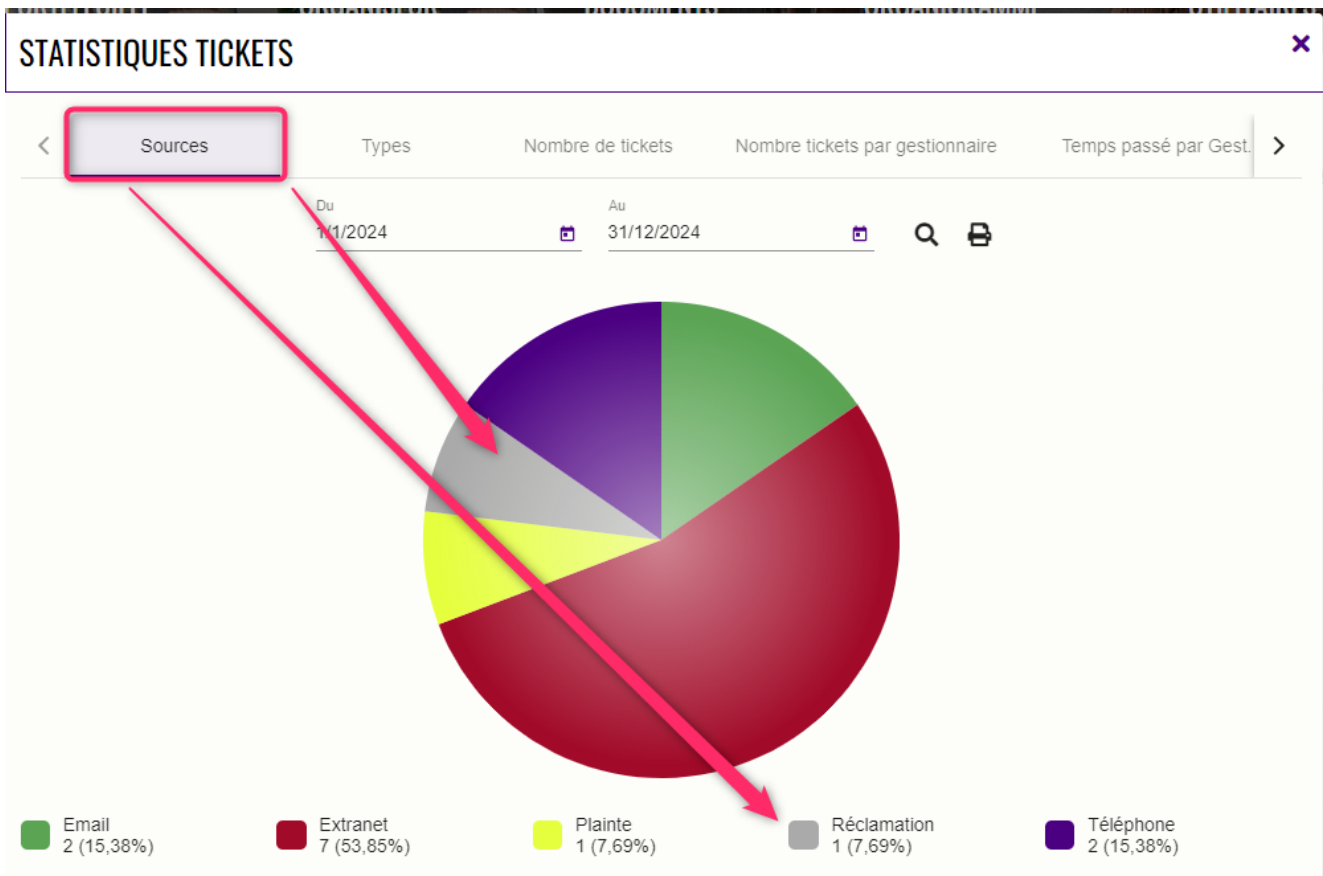 STATISTIQUES TICKETS
Sources Types Nombre de tickets Nombre tickets par gestionnaire Temps passé par Gest.
Du Au
1/1/2024 31/12/2024
Email Extranet Plainte Réclamation Téléphone
2 (15,38%) 7 (53,85%) 1 (7,69%) 1 (7,69%) 2 (15,38%)